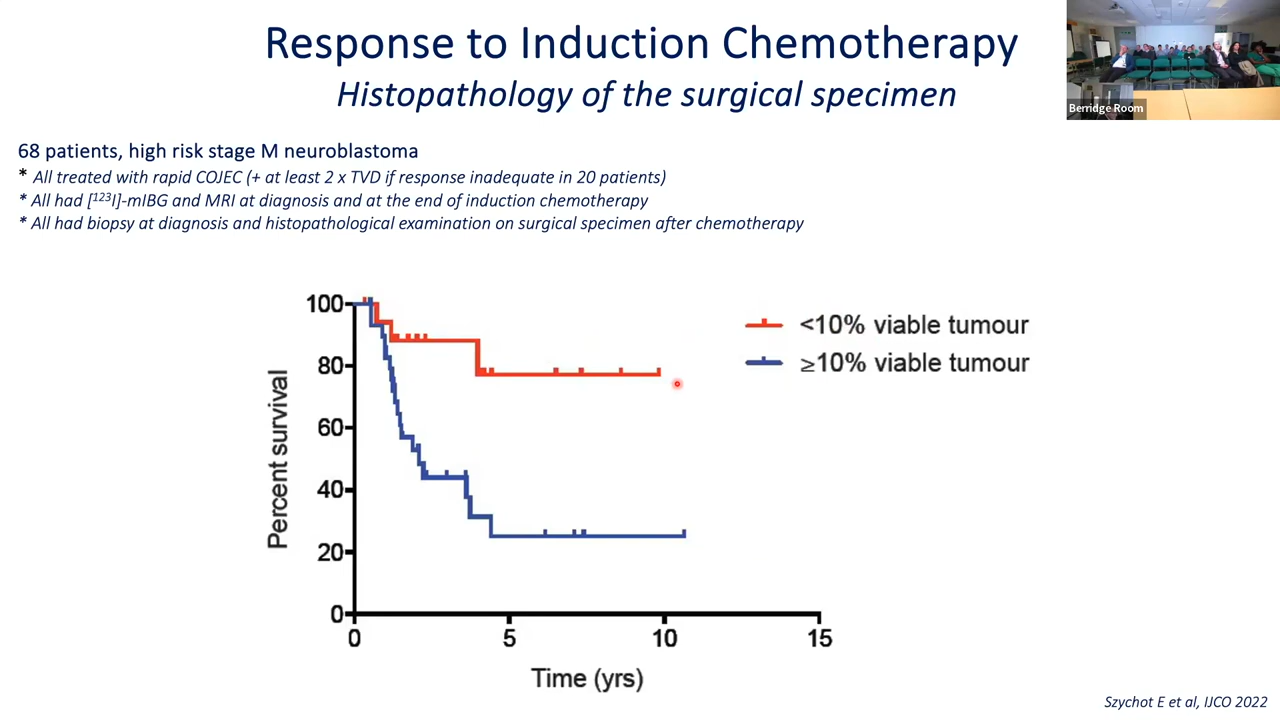 Response to Induction Chemotherapy
Histopathology of the surgical specimen
Berridge Room
68 patients, high risk stage M neuroblastoma
* All treated with rapid COJEC (+ at least 2 x TVD if response inadequate in 20 patients)
* All had [¹²³I]-mIBG and MRI at diagnosis and at the end of induction chemotherapy
* All had biopsy at diagnosis and histopathological examination on surgical specimen after chemotherapy
100
80
60
40
20
0
Percent survival
<10% viable tumour
≥10% viable tumour
0 5 10 15
Time (yrs)
Szychot E et al, IJCO 2022